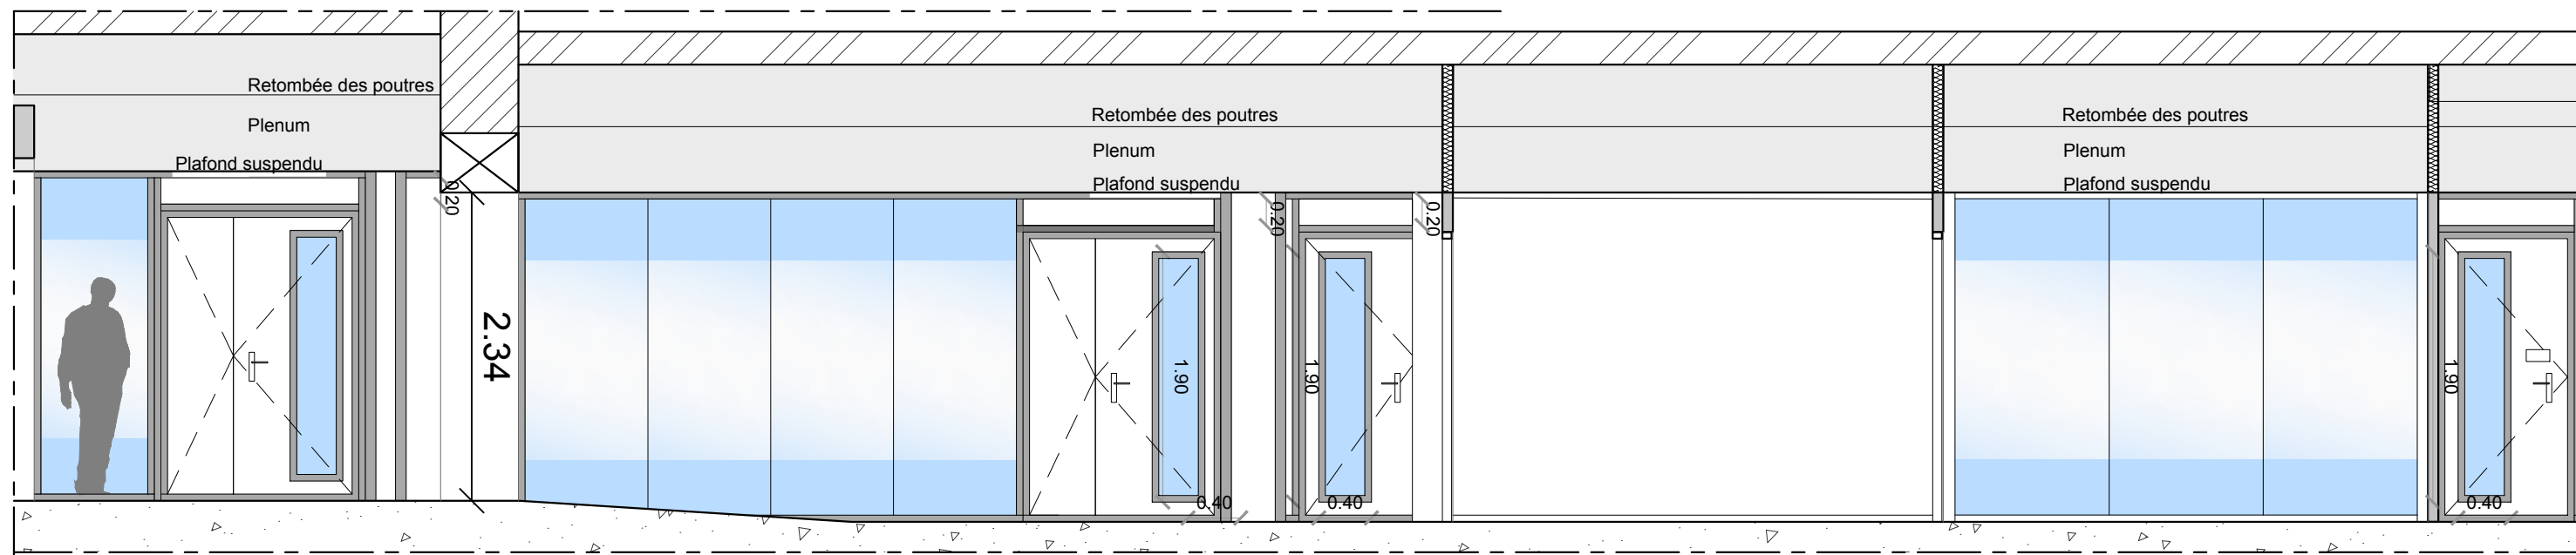 Retombée des poutres
Plenum
Plafond suspendu
0.20
2.34
Retombée des poutres
Plenum
Plafond suspendu
0.20
0.20
1.90
1.90
0.40
0.40
Retombée des poutres
Plenum
Plafond suspendu
1.90
0.40